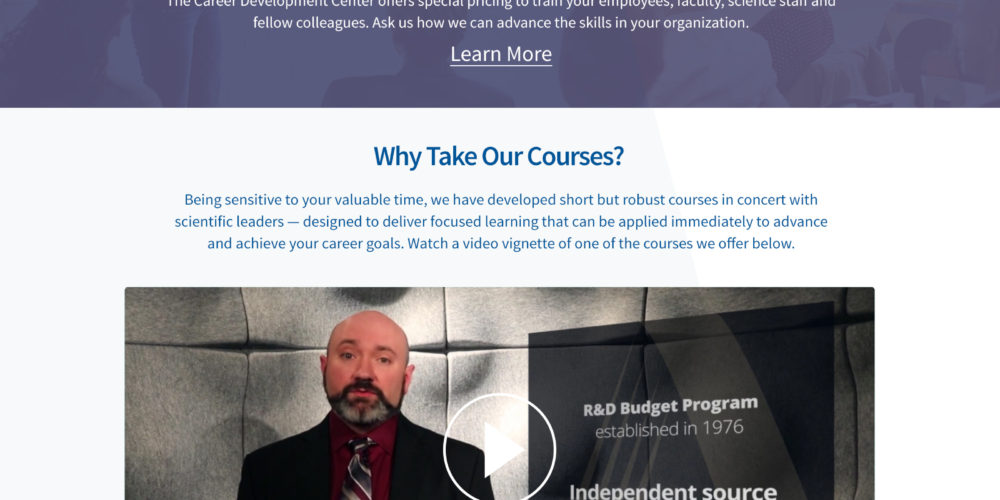 The Career Development Center offers special pricing to train your employees, faculty, science staff and
fellow colleagues. Ask us how we can advance the skills in your organization.
Learn More
Why Take Our Courses?
Being sensitive to your valuable time, we have developed short but robust courses in concert with
scientific leaders — designed to deliver focused learning that can be applied immediately to advance
and achieve your career goals. Watch a video vignette of one of the courses we offer below.
R&D Budget Program
established in 1976
Independent source